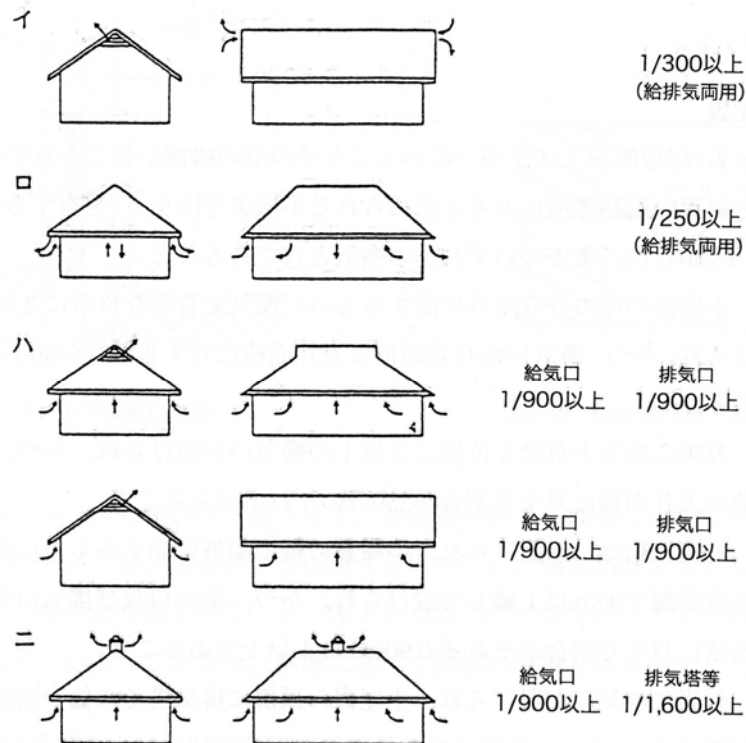 イ
1/300以上
(給排気両用)
ロ
1/250以上
(給排気両用)
ハ
給気口 排気口
1/900以上 1/900以上
給気口 排気口
1/900以上 1/900以上
ニ
給気口 排気塔等
1/900以上 1/1,600以上